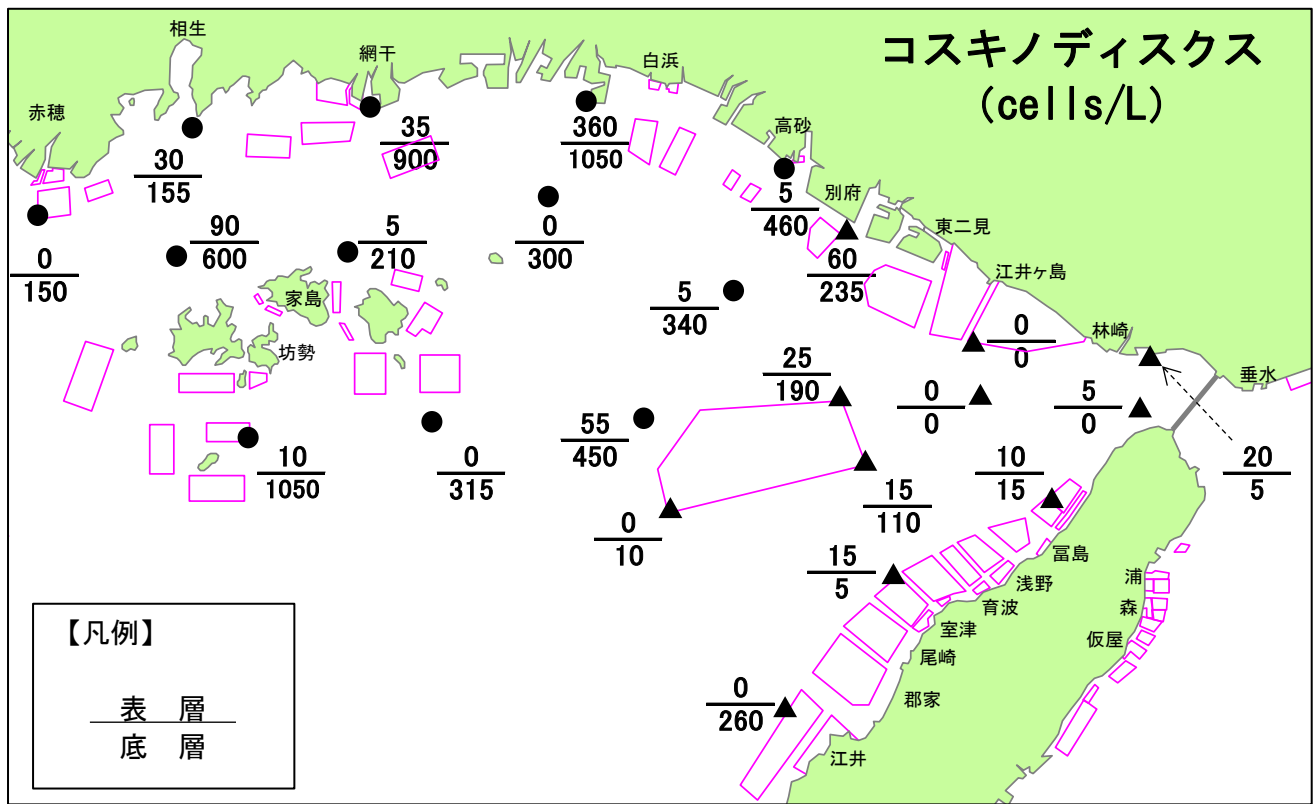 コスキノディスクス
(cells/L)
相生
網干
白浜
赤穂
高砂
別府
東二見
江井ヶ島
林崎
垂水
家島
坊勢
30
155
35
900
360
1050
5
460
0
150
90
600
5
210
0
300
60
235
5
340
0
0
25
190
0
0
5
0
20
5
55
450
10
1050
0
315
10
15
15
110
0
10
15
5
0
260
冨島
浅野
育波
室津
尾崎
郡家
江井
浦
森
仮屋
【凡例】
表 層
底 層